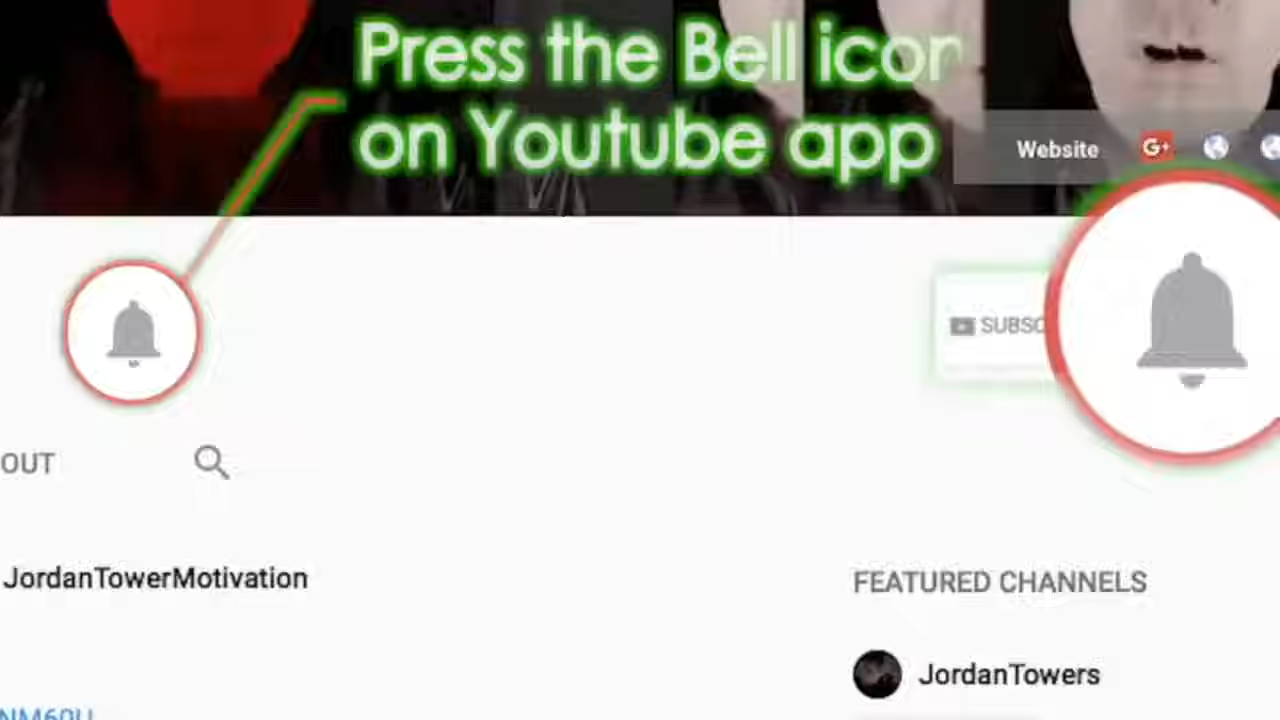 Press the Bell icon
on Youtube app
Website
G+
SUBSC
OUT
JordanTowerMotivation
FEATURED CHANNELS
JordanTowers